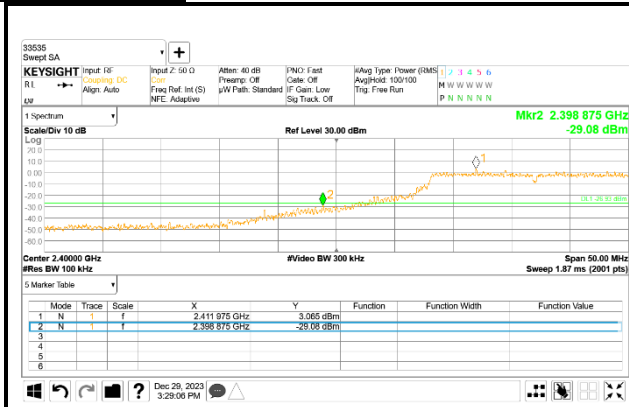 33535
Swept SA
+
KEYSIGHT Input: RF Input Z: 50 Ω Atten: 40 dB PNO: Fast #Avg Type: Power (RMS 1 2 3 4 5 6
RL Coupling: DC Corr Preamp: Off Gate: Off Avg|Hold: 100/100 M W W W W W
Align: Auto Freq Ref: Int (S) µW Path: Standard IF Gain: Low Trig: Free Run
NFE: Adaptive Sig Track: Off P N N N N N
1 Spectrum Mkr2 2.398 875 GHz
Scale/Div 10 dB Ref Level 30.00 dBm -29.08 dBm
Log
20.0
10.0
0.00
-10.0
-20.0
-30.0
-40.0
-50.0
-60.0
1
2
Center 2.40000 GHz #Video BW 300 kHz Span 50.00 MHz
#Res BW 100 kHz Sweep 1.87 ms (2001 pts)
5 Marker Table
Mode Trace Scale X Y Function Function Width Function Value
1 N 1 f 2.411 975 GHz 3.065 dBm
2 N 1 f 2.398 875 GHz -29.08 dBm
3
4
5
6
? Dec 29, 2023
3:29:06 PM